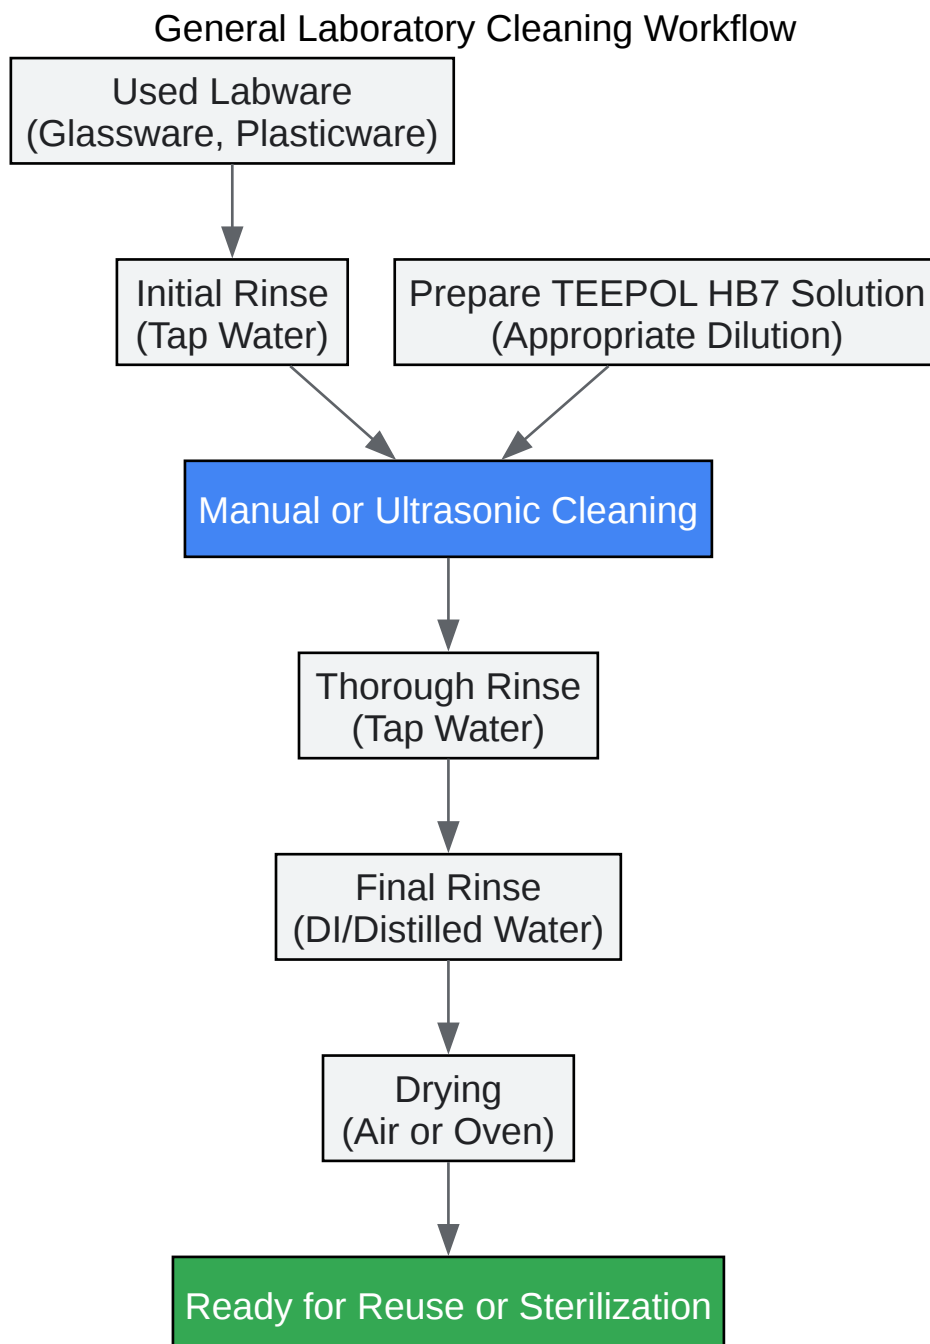 General Laboratory Cleaning Workflow
Used Labware
(Glassware, Plasticware)
Initial Rinse
(Tap Water)
Prepare TEEPOL HB7 Solution
(Appropriate Dilution)
Manual or Ultrasonic Cleaning
Thorough Rinse
(Tap Water)
Final Rinse
(DI/Distilled Water)
Drying
(Air or Oven)
Ready for Reuse or Sterilization